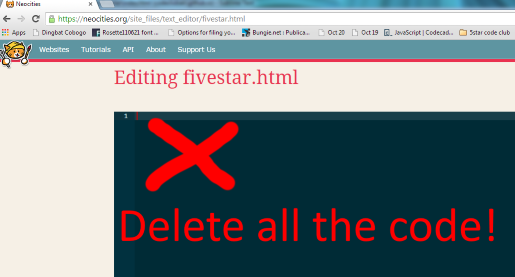 Neocities
https://neocities.org/site_files/text_editor/fivestar.html
Apps Dingbat Cobogo Rosette110621 font ... Options for filing yo... Bungie.net : Publica... Oct 20 Oct 19 JavaScript | Codecad... 5star code club
Websites Tutorials API About Support Us
Editing fivestar.html
1
Delete all the code!